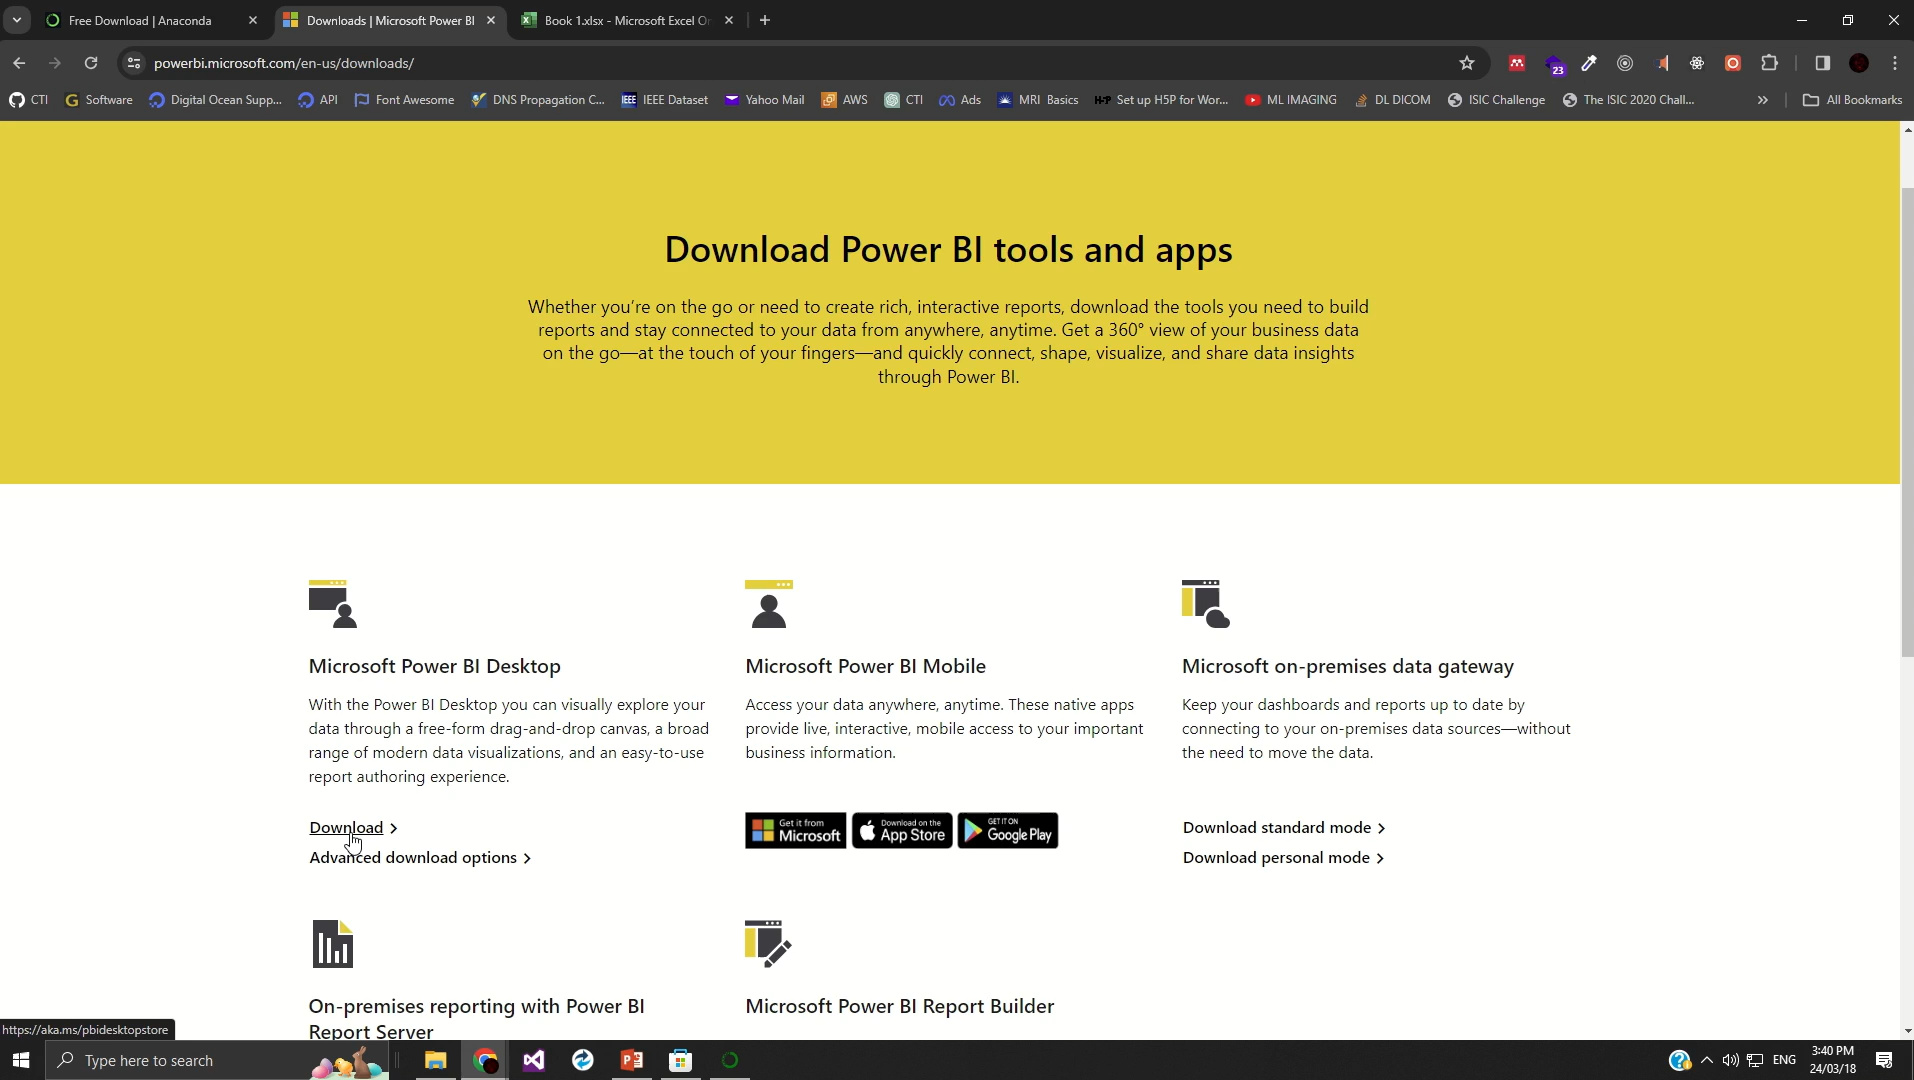 Free Download | Anaconda
Downloads | Microsoft Power BI
Book 1.xlsx - Microsoft Excel On
powerbi.microsoft.com/en-us/downloads/
23
CTI
Software
Digital Ocean Supp...
API
Font Awesome
DNS Propagation C...
IEEE IEEE Dataset
Yahoo Mail
AWS
CTI
Ads
MRI Basics
H-P Set up H5P for Wor...
ML IMAGING
DL DICOM
ISIC Challenge
The ISIC 2020 Chall...
All Bookmarks
Download Power BI tools and apps
Whether you're on the go or need to create rich, interactive reports, download the tools you need to build
reports and stay connected to your data from anywhere, anytime. Get a 360° view of your business data
on the go—at the touch of your fingers—and quickly connect, shape, visualize, and share data insights
through Power BI.
Microsoft Power BI Desktop
With the Power BI Desktop you can visually explore your
data through a free-form drag-and-drop canvas, a broad
range of modern data visualizations, and an easy-to-use
report authoring experience.
Download
Advanced download options
Microsoft Power BI Mobile
Access your data anywhere, anytime. These native apps
provide live, interactive, mobile access to your important
business information.
Get it from
Microsoft
Download on the
App Store
GET IT ON
Google Play
Microsoft on-premises data gateway
Keep your dashboards and reports up to date by
connecting to your on-premises data sources—without
the need to move the data.
Download standard mode
Download personal mode
On-premises reporting with Power BI
Report Server
Microsoft Power BI Report Builder
https://aka.ms/pbidesktopstore
Type here to search
ENG
3:40 PM
24/03/18